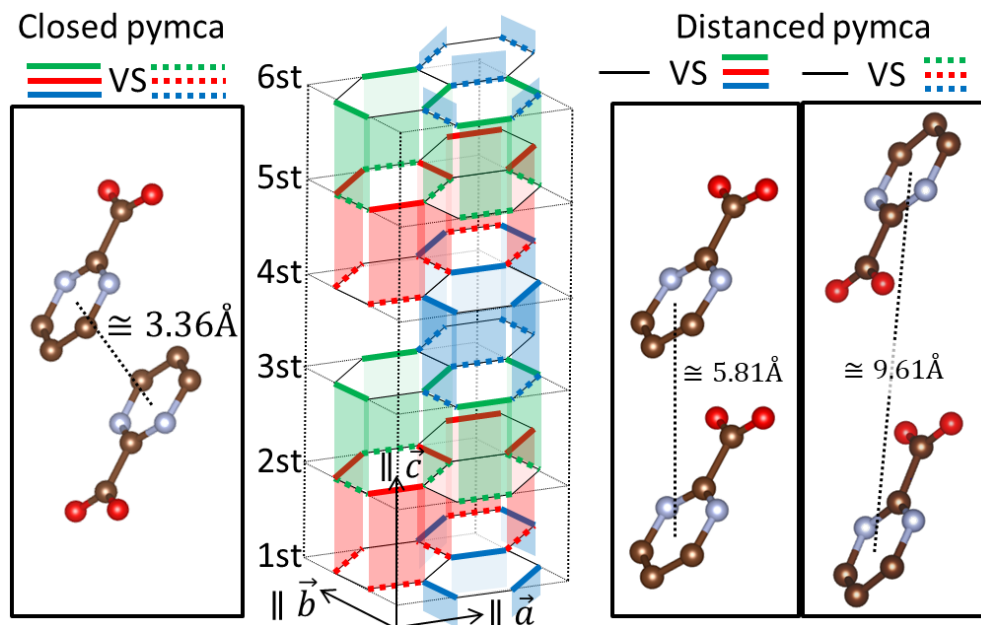 Closed pymca
VS
≅ 3.36Å
6st
5st
4st
3st
2st
1st
∥ c⃗
∥ b⃗
∥ a⃗
Distanced pymca
VS
VS
≅ 5.81Å
≅ 9.61Å